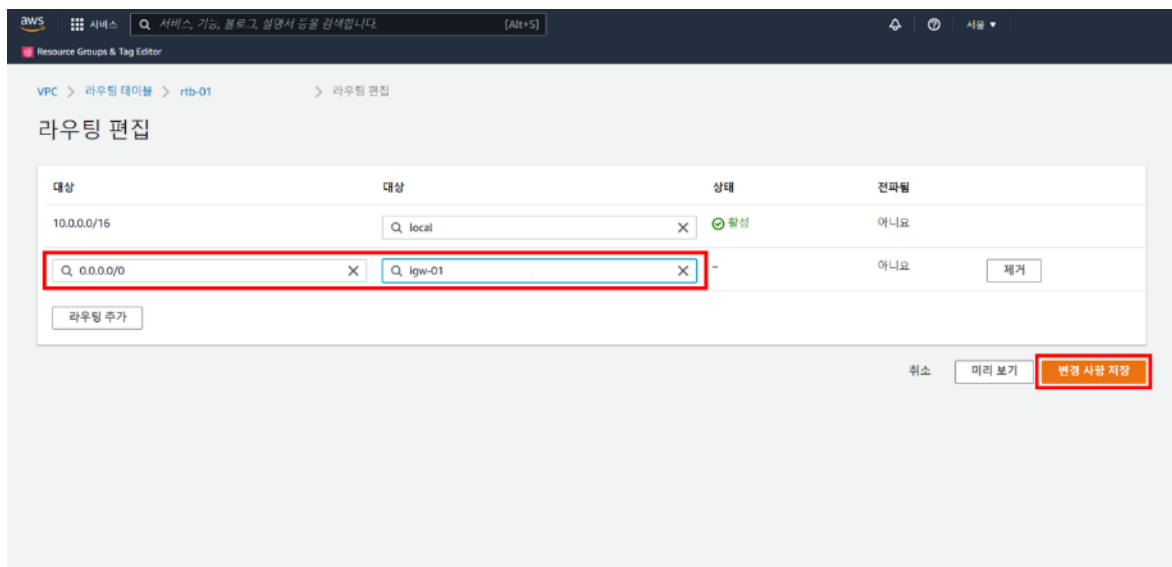 aws 서비스 서비스, 기능, 블로그, 설명서 등을 검색합니다. [Alt+S] 서울 ▼
Resource Groups & Tag Editor
VPC > 라우팅 테이블 > rtb-01 > 라우팅 편집
라우팅 편집
대상 대상 상태 전파됨
10.0.0.0/16 local 활성 아니요
0.0.0.0/0 igw-01 - 아니요 제거
라우팅 추가
취소 미리 보기 변경 사항 저장